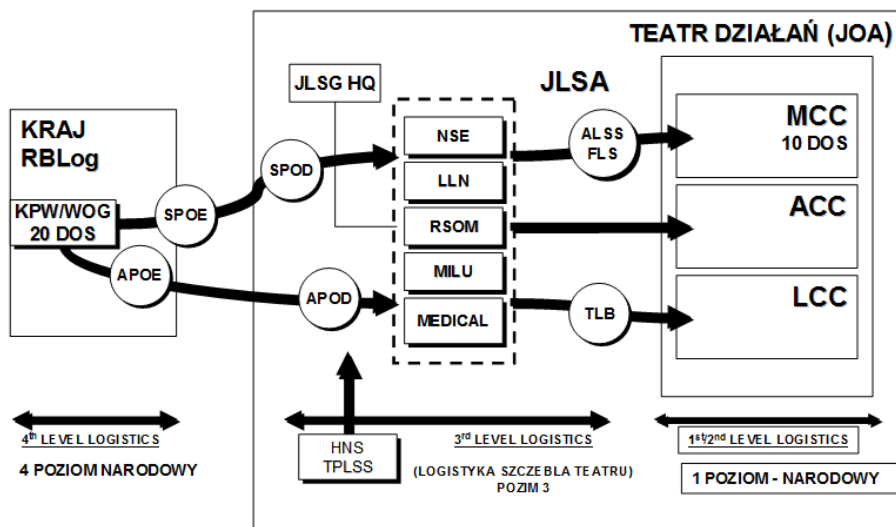 TEATR DZIAŁAŃ (JOA)
JLSG HQ
JLSA
KRAJ
RBLog
KPW/WOG
20 DOS
SPOE
APOE
SPOD
APOD
NSE
LLN
RSOM
MILU
MEDICAL
ALSS
FLS
TLB
MCC
10 DOS
ACC
LCC
4th LEVEL LOGISTICS
4 POZIOM NARODOWY
HNS
TPLSS
3rd LEVEL LOGISTICS
(LOGISTYKA SZCZEBLA TEATRU)
POZIM 3
1st/2nd LEVEL LOGISTICS
1 POZIOM - NARODOWY